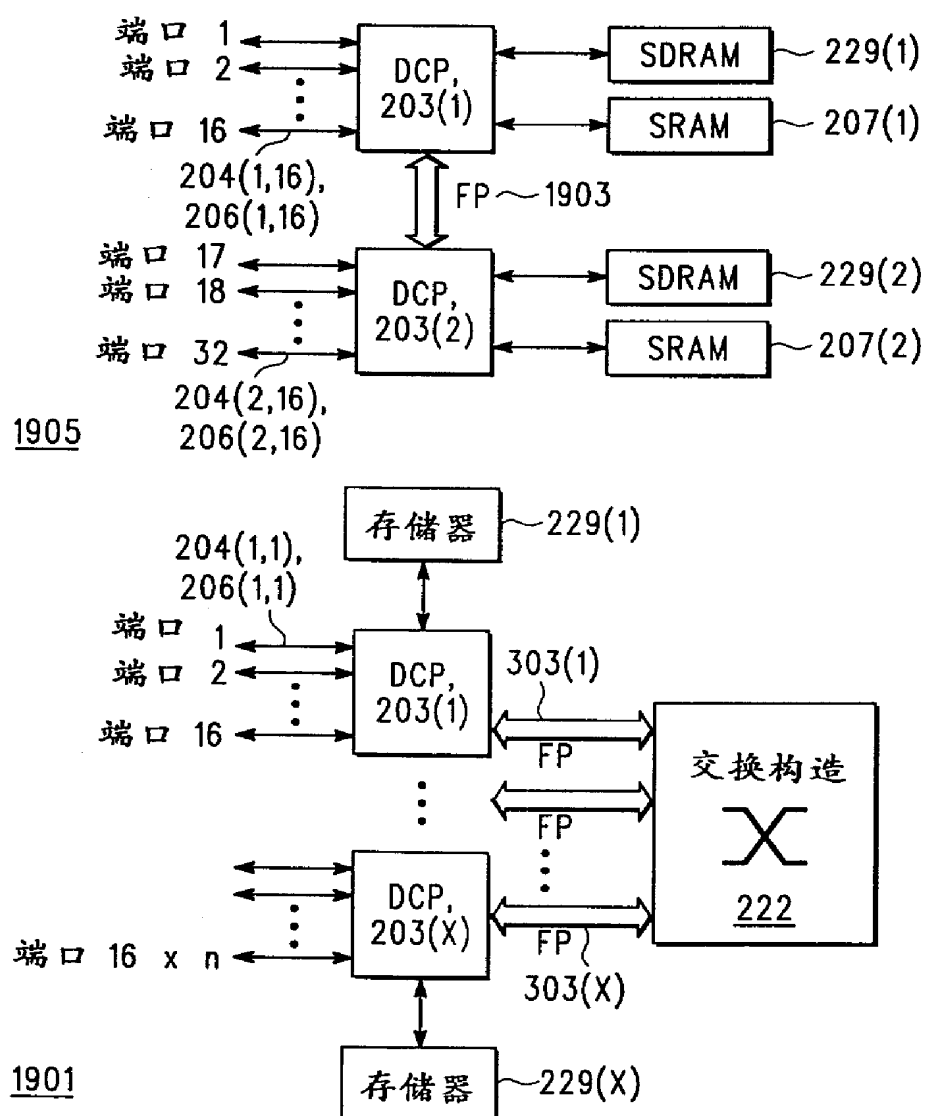 端口 1
端口 2
端口 16
204(1,16),
206(1,16)
DCP,
203(1)
SDRAM
229(1)
SRAM
207(1)
FP
1903
端口 17
端口 18
端口 32
204(2,16),
206(2,16)
DCP,
203(2)
SDRAM
229(2)
SRAM
207(2)
1905
存储器
229(1)
204(1,1),
206(1,1)
端口 1
端口 2
端口 16
DCP,
203(1)
303(1)
FP
FP
FP
交换构造
222
DCP,
203(X)
端口 16 x n
303(X)
1901
存储器
229(X)